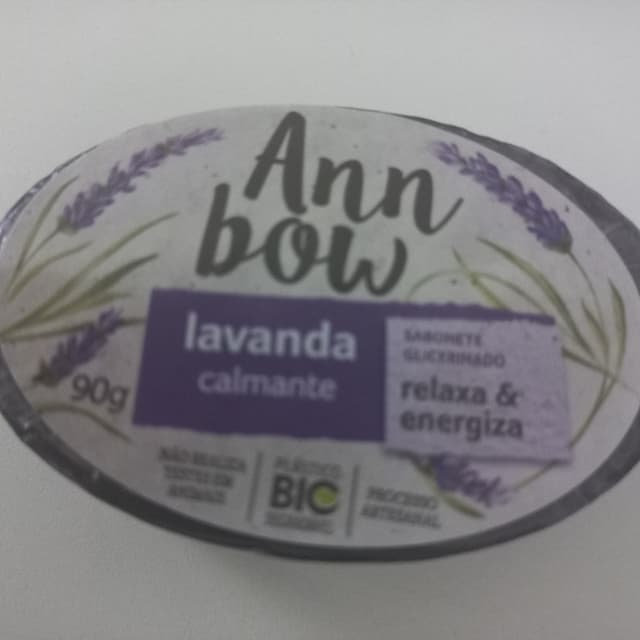 Ann
bow
lavanda
calmante
SABONETE
GLICERINADO
relaxa &
energiza
90g
NÃO REALIZA
TESTES EM
ANIMAIS
PLÁSTICO
BIO
PROCESSO
ARTESANAL